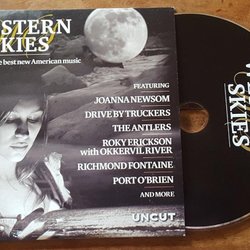 STERN
SKIES
e best new American music
FEATURING
JOANNA NEWSOM
DRIVE BY TRUCKERS
THE ANTLERS
ROKY ERICKSON
with OKKERVIL RIVER
RICHMOND FONTAINE
PORT O'BRIEN
AND MORE
UNCUT
SKIES